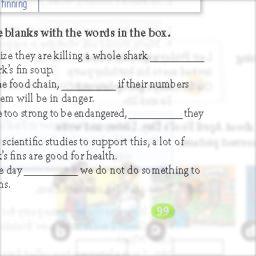 finning
e blanks with the words in the box.
ize they are killing a whole shark __________
rk's fin soup.
he food chain, __________ if their numbers
em will be in danger.
e too strong to be endangered, __________ they
scientific studies to support this, a lot of
k's fins are good for health.
e day __________ we do not do something to
ns.
99